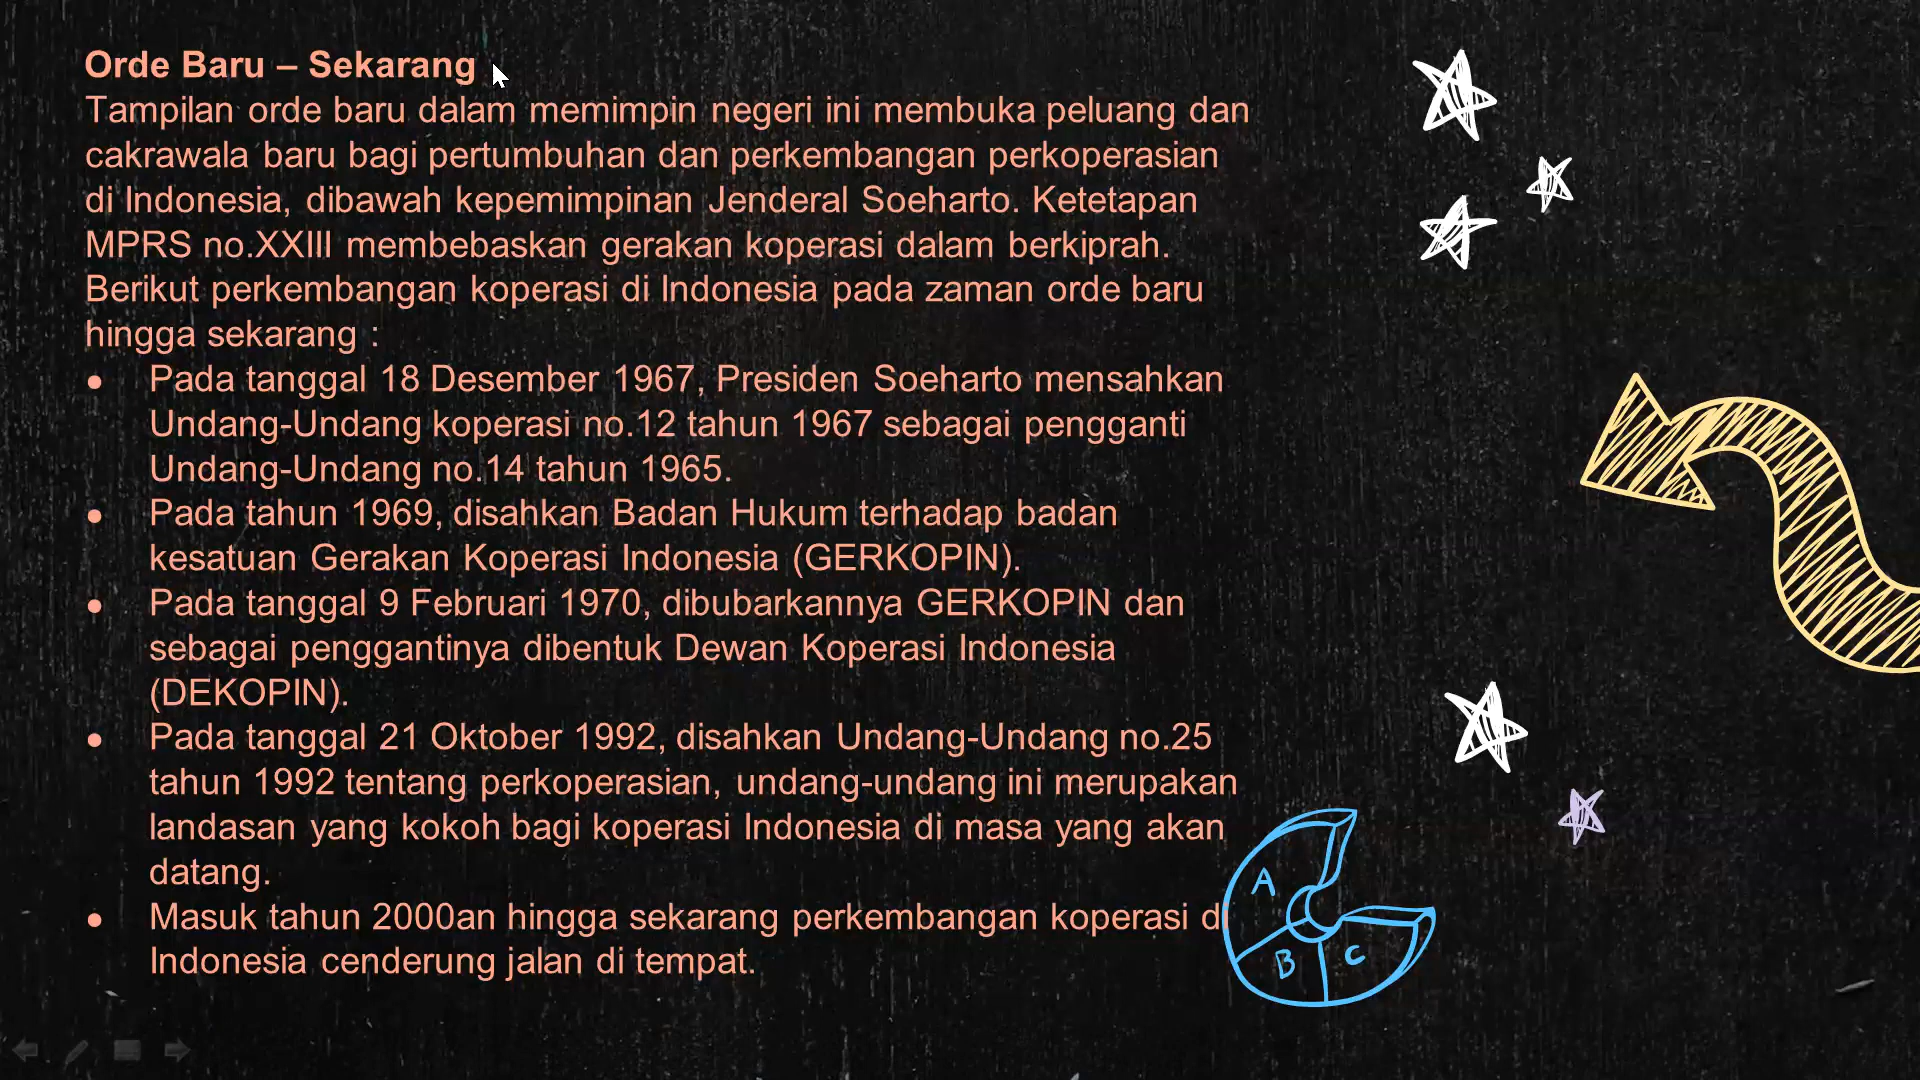 Orde Baru – Sekarang
Tampilan orde baru dalam memimpin negeri ini membuka peluang dan
cakrawala baru bagi pertumbuhan dan perkembangan perkoperasian
di Indonesia, dibawah kepemimpinan Jenderal Soeharto. Ketetapan
MPRS no.XXIII membebaskan gerakan koperasi dalam berkiprah.
Berikut perkembangan koperasi di Indonesia pada zaman orde baru
hingga sekarang :
● Pada tanggal 18 Desember 1967, Presiden Soeharto mensahkan
Undang-Undang koperasi no.12 tahun 1967 sebagai pengganti
Undang-Undang no.14 tahun 1965.
● Pada tahun 1969, disahkan Badan Hukum terhadap badan
kesatuan Gerakan Koperasi Indonesia (GERKOPIN).
● Pada tanggal 9 Februari 1970, dibubarkannya GERKOPIN dan
sebagai penggantinya dibentuk Dewan Koperasi Indonesia
(DEKOPIN).
● Pada tanggal 21 Oktober 1992, disahkan Undang-Undang no.25
tahun 1992 tentang perkoperasian, undang-undang ini merupakan
landasan yang kokoh bagi koperasi Indonesia di masa yang akan
datang.
● Masuk tahun 2000an hingga sekarang perkembangan koperasi di
Indonesia cenderung jalan di tempat.
A
B
C